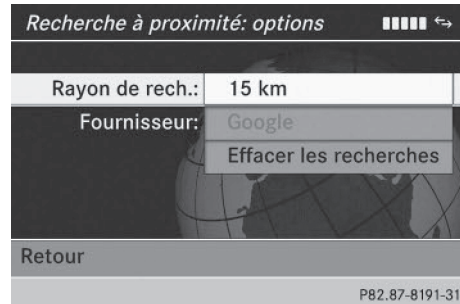 Recherche à proximité: options
Rayon de rech.: 15 km
Fournisseur: Google
Effacer les recherches
Retour
P82.87-8191-31